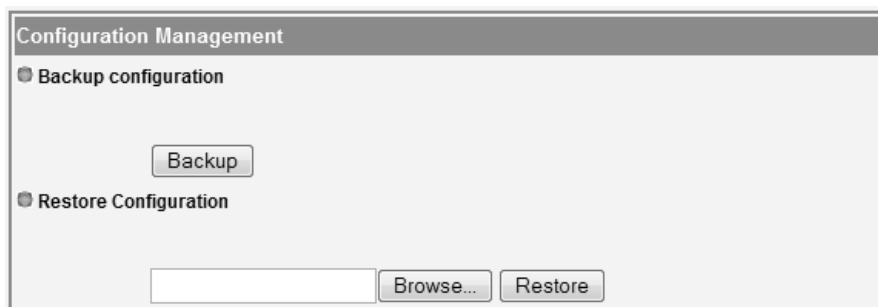 Configuration Management
Backup configuration
Backup
Restore Configuration
Browse... Restore